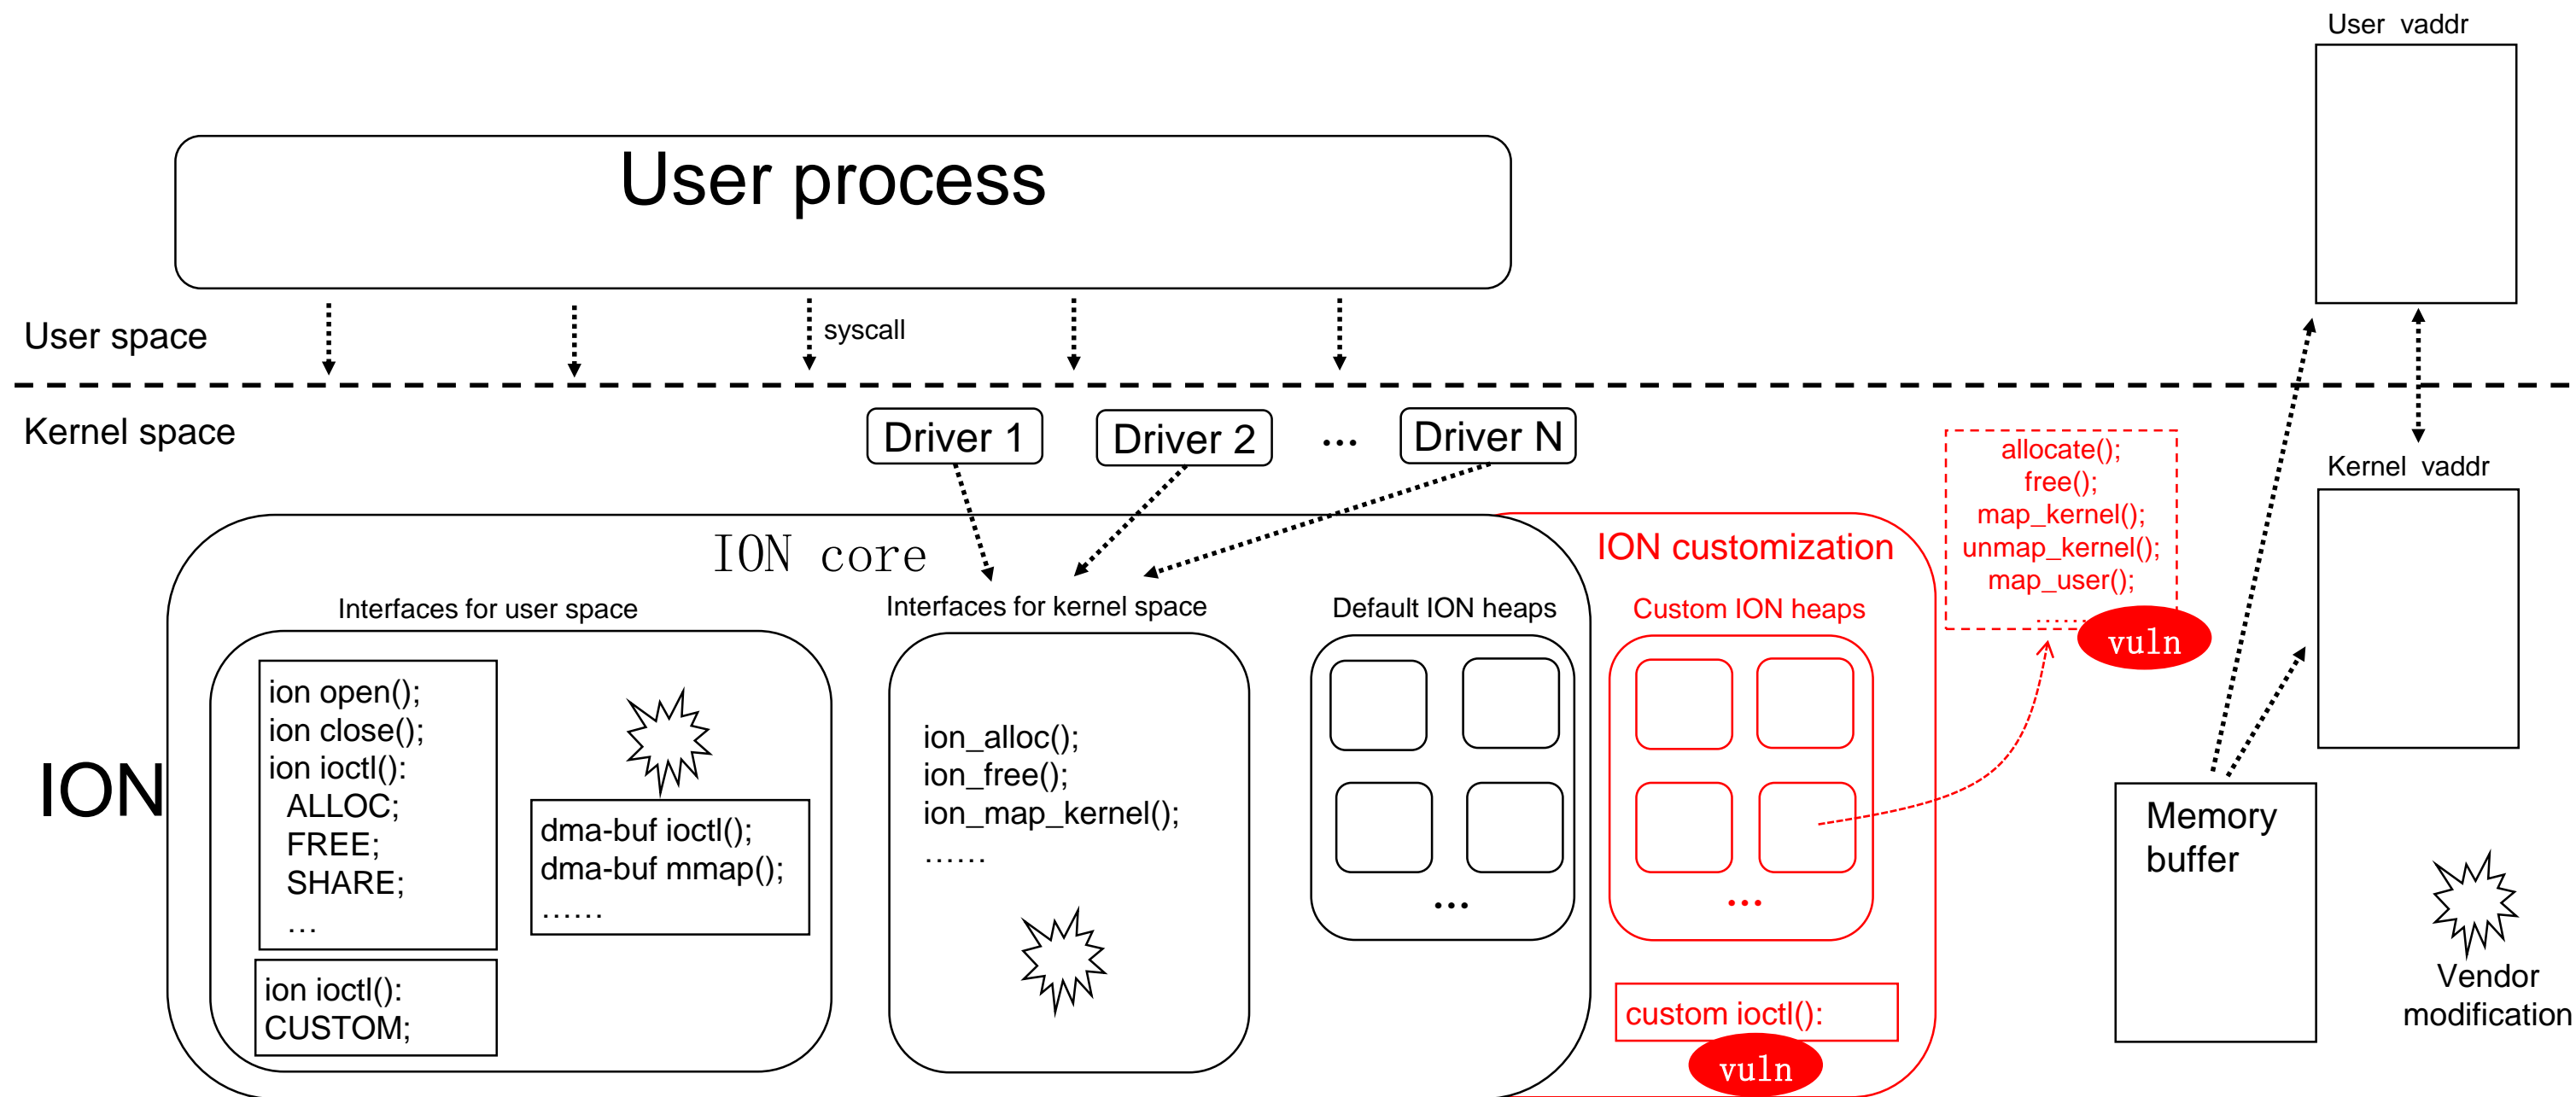 User vaddr
User process
User space
syscall
Kernel space
Driver 1
Driver 2
...
Driver N
allocate();
free();
map_kernel();
unmap_kernel();
map_user();
......
vuln
Kernel vaddr
ION core
ION customization
Interfaces for user space
Interfaces for kernel space
Default ION heaps
Custom ION heaps
ION
ion open();
ion close();
ion ioctl():
ALLOC;
FREE;
SHARE;
...
ion ioctl():
CUSTOM;
dma-buf ioctl();
dma-buf mmap();
......
ion_alloc();
ion_free();
ion_map_kernel();
......
...
...
custom ioctl():
vuln
Memory
buffer
Vendor
modification